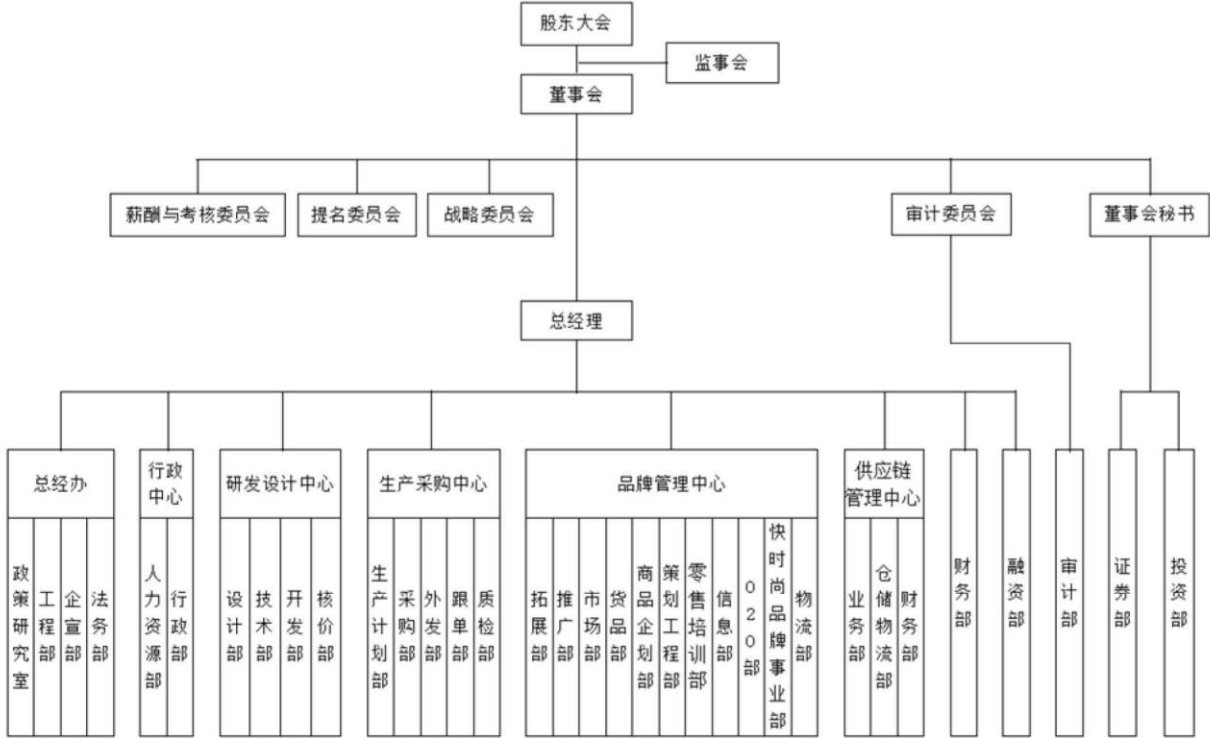 股东大会
监事会
董事会
薪酬与考核委员会
提名委员会
战略委员会
审计委员会
董事会秘书
总经理
总经办
行政
中心
研发设计中心
生产采购中心
品牌管理中心
供应链
管理中心
财务部
融资部
审计部
证券部
投资部
政策研究室
工程部
企宣部
法务部
人力资源部
行政部
设计部
技术部
开发部
核价部
生产计划部
采购部
外发部
跟单部
质检部
拓展部
推广部
市场部
货品部
商品企划部
策划工程部
零售培训部
信息部
O2O部
快时尚品牌事业部
物流部
业务部
仓储物流部
财务部